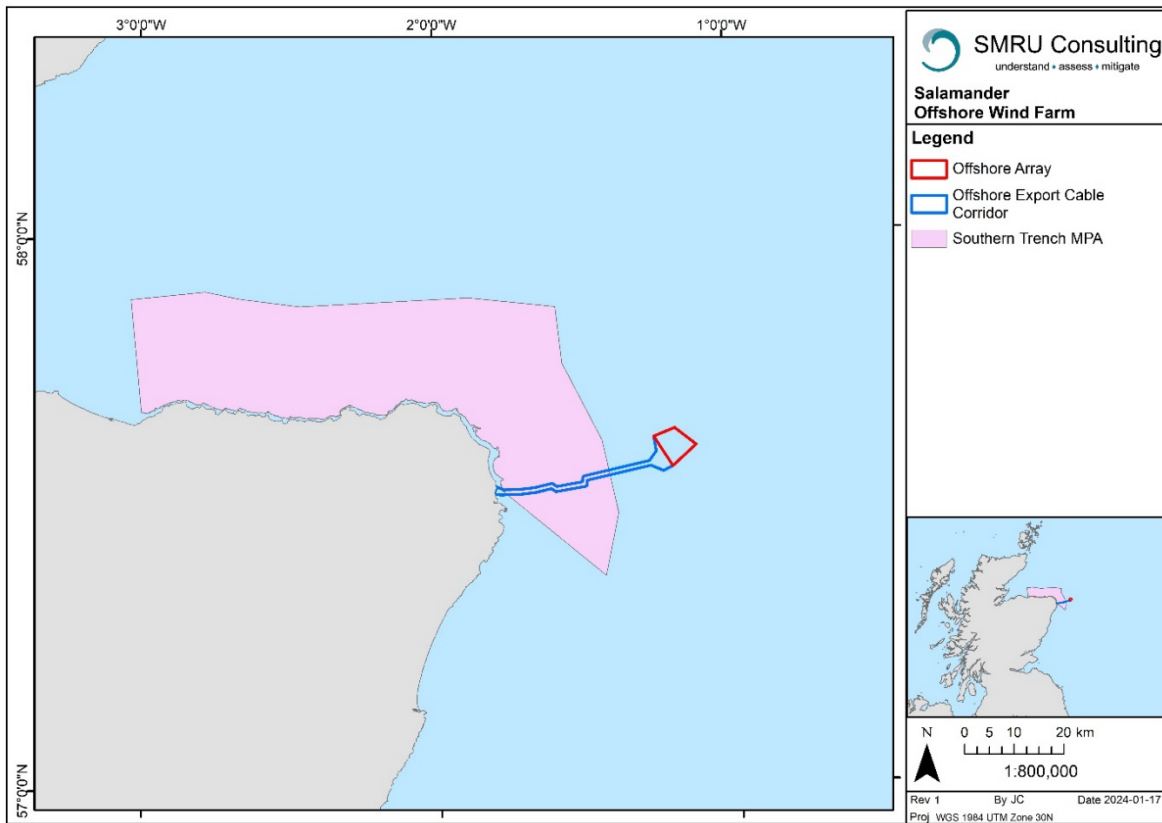 3°0'0"W
2°0'0"W
1°0'0"W
58°0'0"N
57°0'0"N
SMRU Consulting
understand • assess • mitigate
Salamander
Offshore Wind Farm
Legend
Offshore Array
Offshore Export Cable
Corridor
Southern Trench MPA
N
0 5 10 20 km
1:800,000
Rev 1 By JC Date 2024-01-17
Proj WGS 1984 UTM Zone 30N